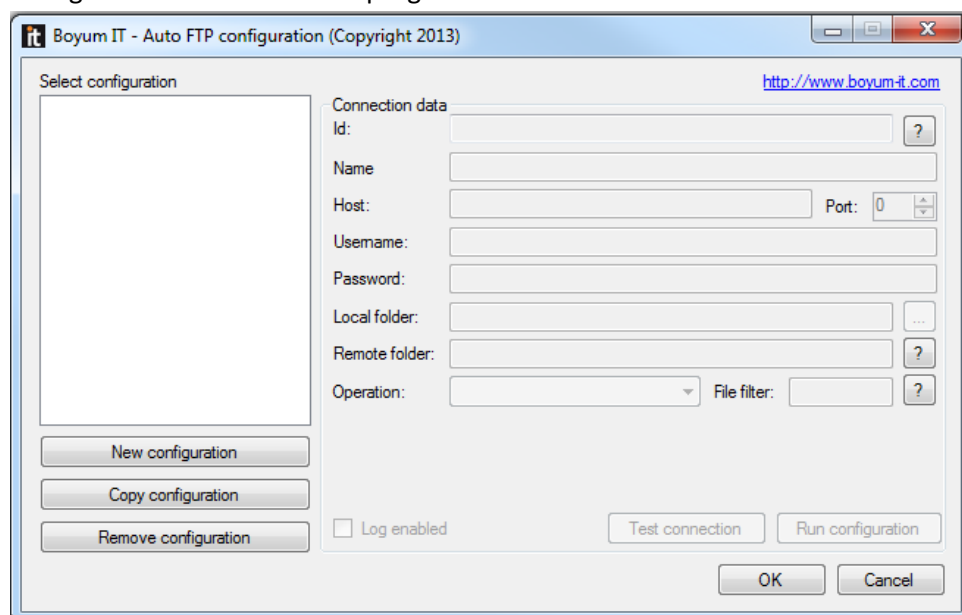 it Boyum IT - Auto FTP configuration (Copyright 2013)
Select configuration
http://www.boyum-it.com
Connection data
Id: ?
Name
Host: Port: 0
Username:
Password:
Local folder: ...
Remote folder: ?
Operation: File filter: ?
New configuration
Copy configuration
Remove configuration
Log enabled Test connection Run configuration
OK Cancel